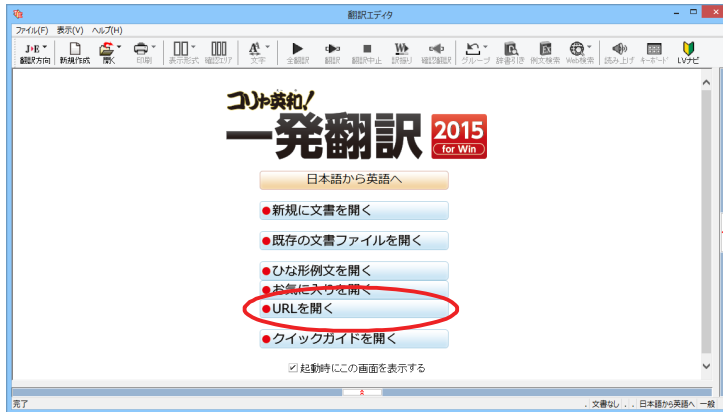 翻訳エディタ
ファイル(F) 表示(V) ヘルプ(H)
J▸E
翻訳方向 新規作成 開く 印刷 表示形式 確認エリア 文字 全翻訳 翻訳 翻訳中止 訳振り 確認翻訳 グループ 辞書引き 例文検索 Web検索 読み上げ キーボード LVナビ
コリャ英和!
一発翻訳 2015
for Win
日本語から英語へ
●新規に文書を開く
●既存の文書ファイルを開く
●ひな形例文を開く
●お気に入りを開く
●URLを開く
●クイックガイドを開く
起動時にこの画面を表示する
完了 文書なし 日本語から英語へ 一般